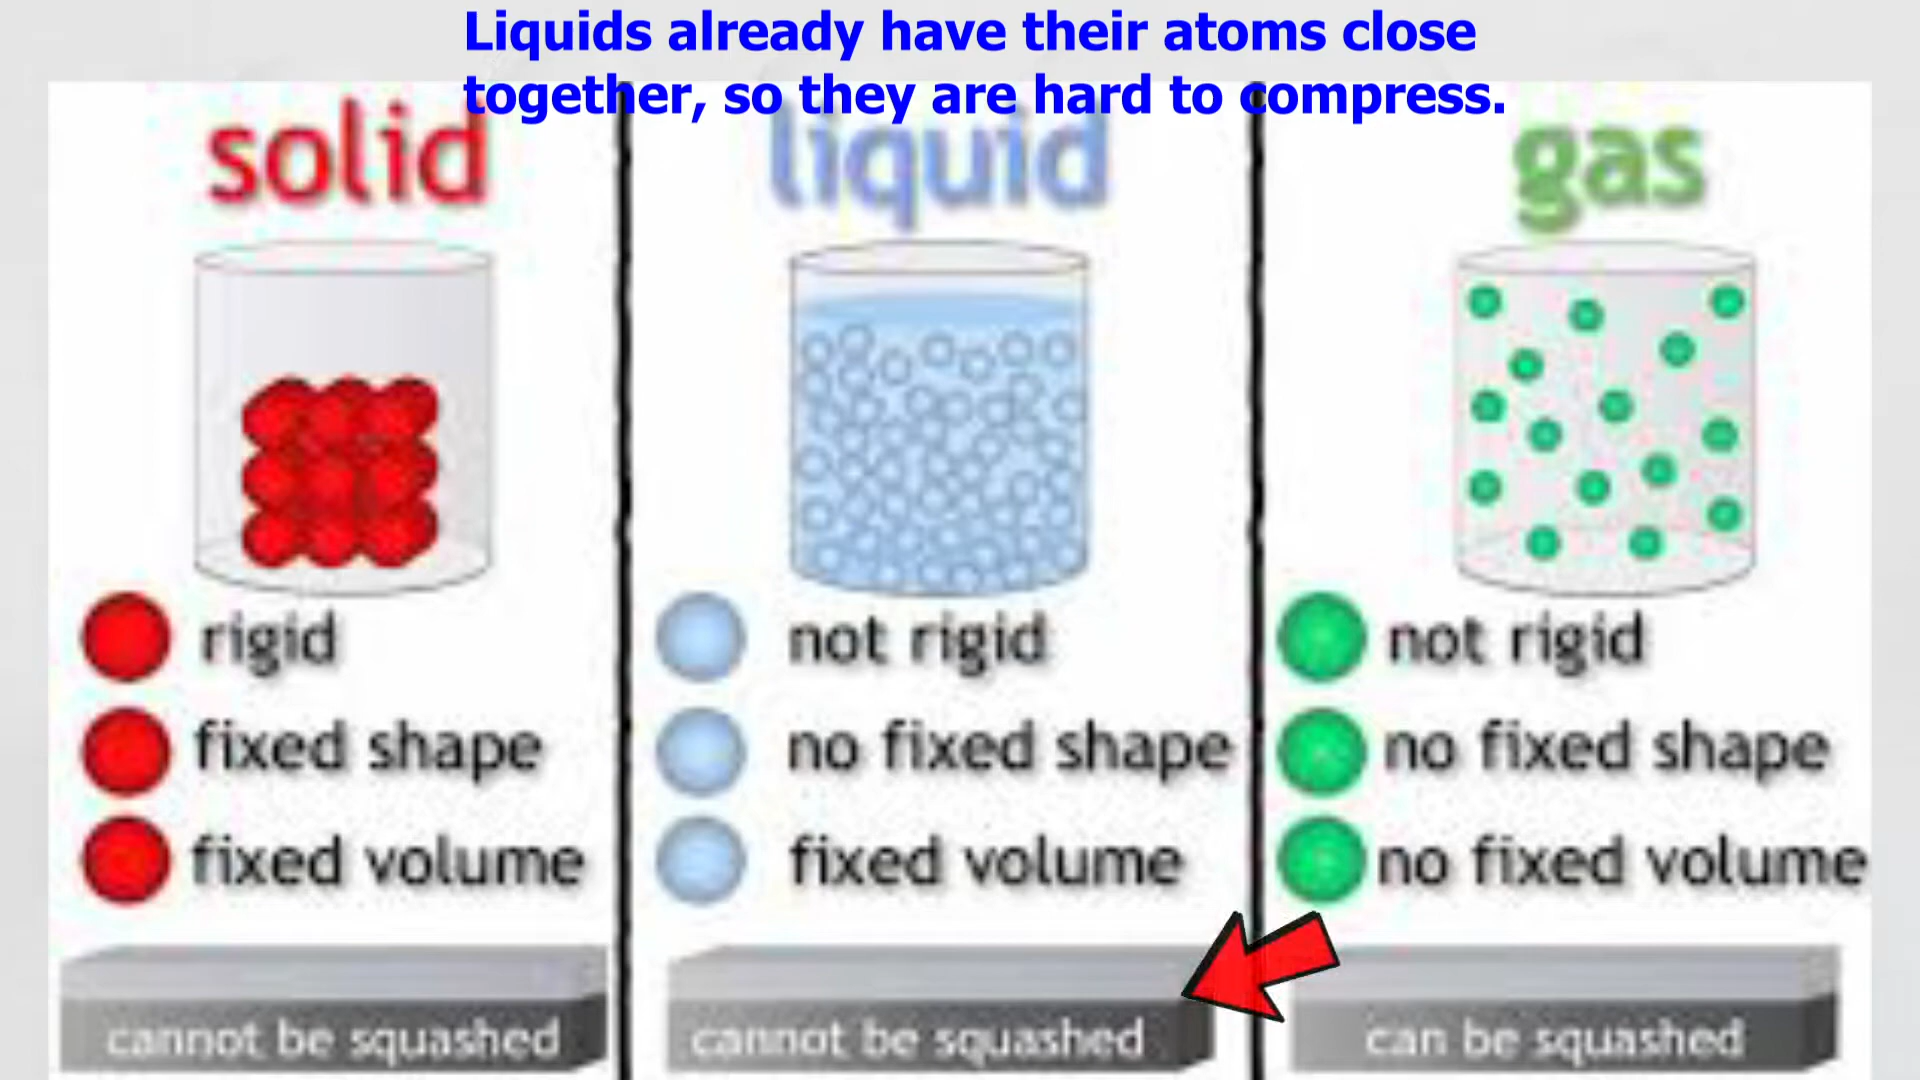 Liquids already have their atoms close
together, so they are hard to compress.
solid
liquid
gas
rigid
fixed shape
fixed volume
cannot be squashed
not rigid
no fixed shape
fixed volume
cannot be squashed
not rigid
no fixed shape
no fixed volume
can be squashed